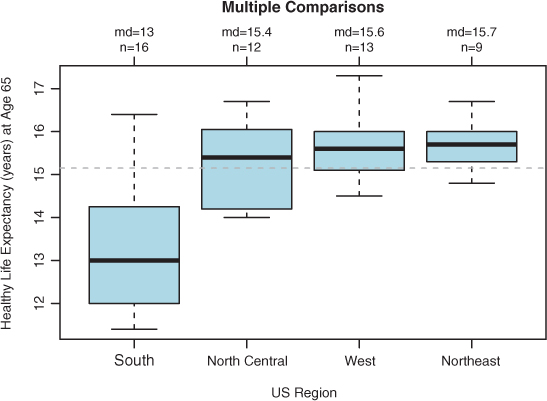 Multiple Comparisons
md=13 md=15.4 md=15.6 md=15.7
n=16 n=12 n=13 n=9
Healthy Life Expectancy (years) at Age 65
17
16
15
14
13
12
South North Central West Northeast
US Region